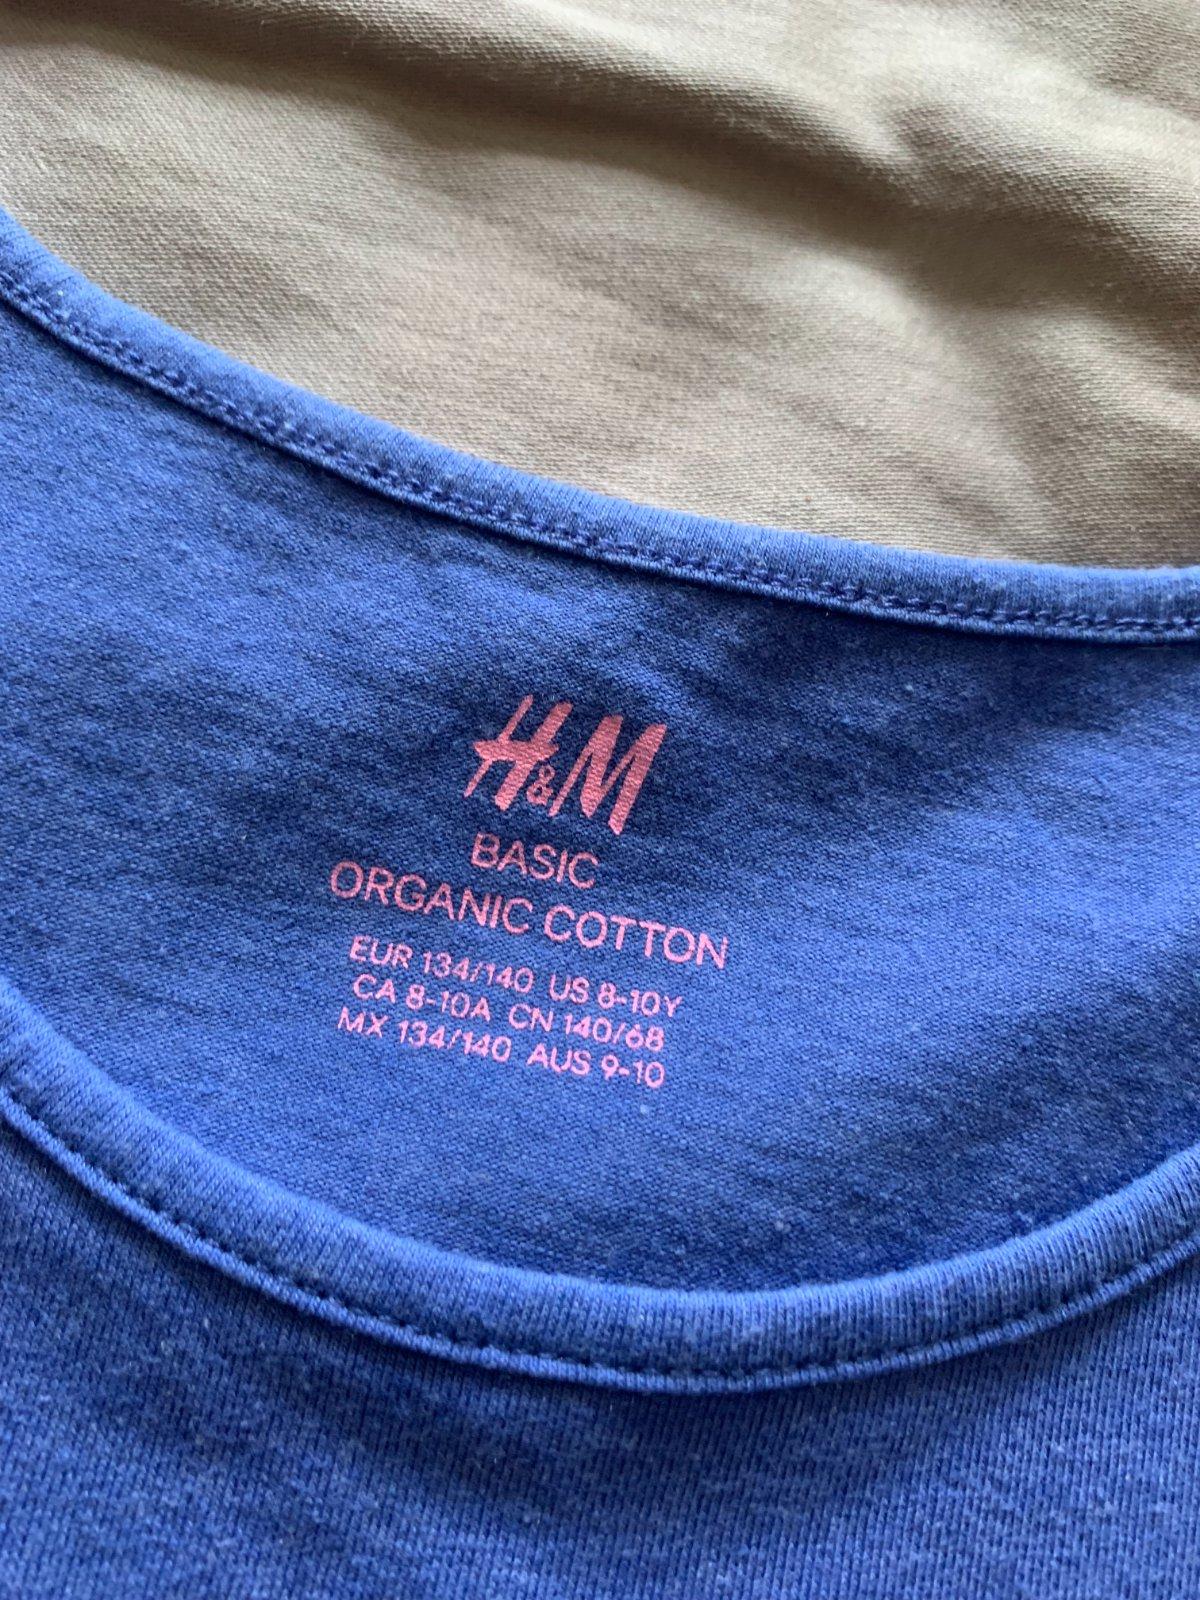 H&M
BASIC
ORGANIC COTTON
EUR 134/140 US 8-10Y
CA 8-10A CN 140/68
MX 134/140 AUS 9-10